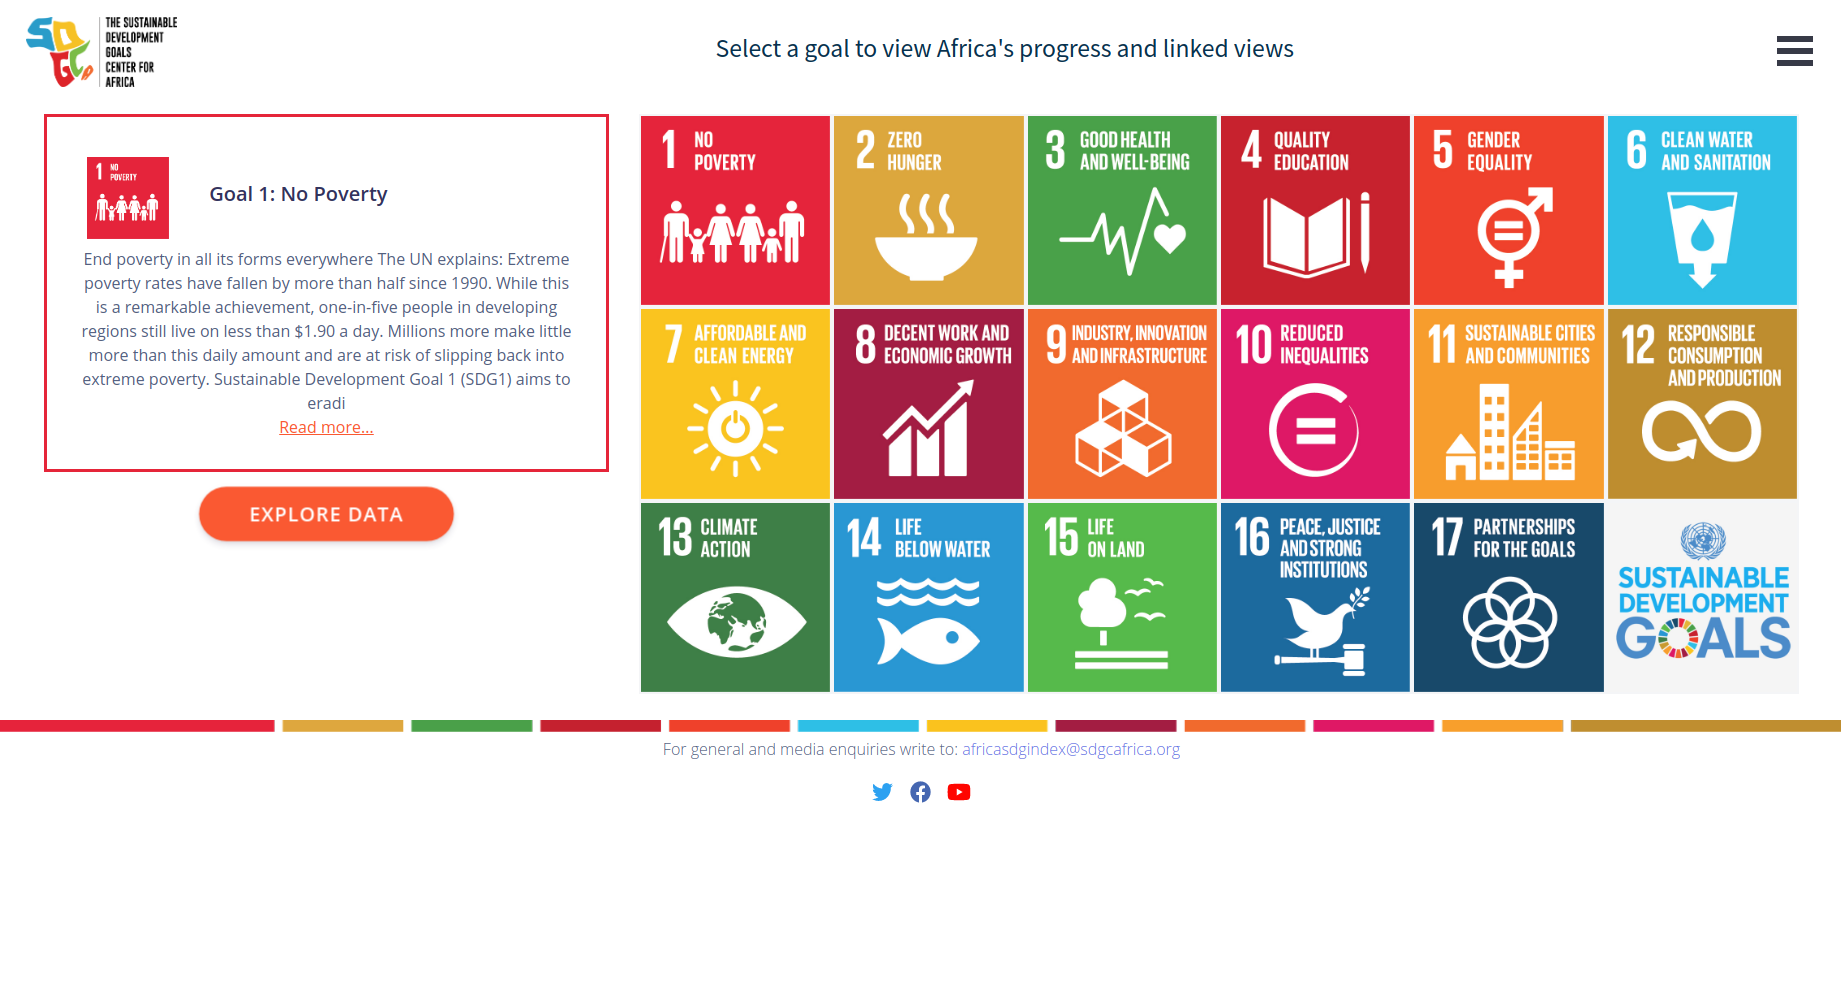 THE SUSTAINABLE
DEVELOPMENT
GOALS
CENTER FOR
AFRICA
Select a goal to view Africa's progress and linked views
1 NO
POVERTY
Goal 1: No Poverty
End poverty in all its forms everywhere The UN explains: Extreme
poverty rates have fallen by more than half since 1990. While this
is a remarkable achievement, one-in-five people in developing
regions still live on less than $1.90 a day. Millions more make little
more than this daily amount and are at risk of slipping back into
extreme poverty. Sustainable Development Goal 1 (SDG1) aims to
eradi
Read more...
EXPLORE DATA
1 NO
POVERTY
2 ZERO
HUNGER
3 GOOD HEALTH
AND WELL-BEING
4 QUALITY
EDUCATION
5 GENDER
EQUALITY
6 CLEAN WATER
AND SANITATION
7 AFFORDABLE AND
CLEAN ENERGY
8 DECENT WORK AND
ECONOMIC GROWTH
9 INDUSTRY, INNOVATION
AND INFRASTRUCTURE
10 REDUCED
INEQUALITIES
11 SUSTAINABLE CITIES
AND COMMUNITIES
12 RESPONSIBLE
CONSUMPTION
AND PRODUCTION
13 CLIMATE
ACTION
14 LIFE
BELOW WATER
15 LIFE
ON LAND
16 PEACE, JUSTICE
AND STRONG
INSTITUTIONS
17 PARTNERSHIPS
FOR THE GOALS
SUSTAINABLE
DEVELOPMENT
GOALS
For general and media enquiries write to: africasdgindex@sdgcafrica.org